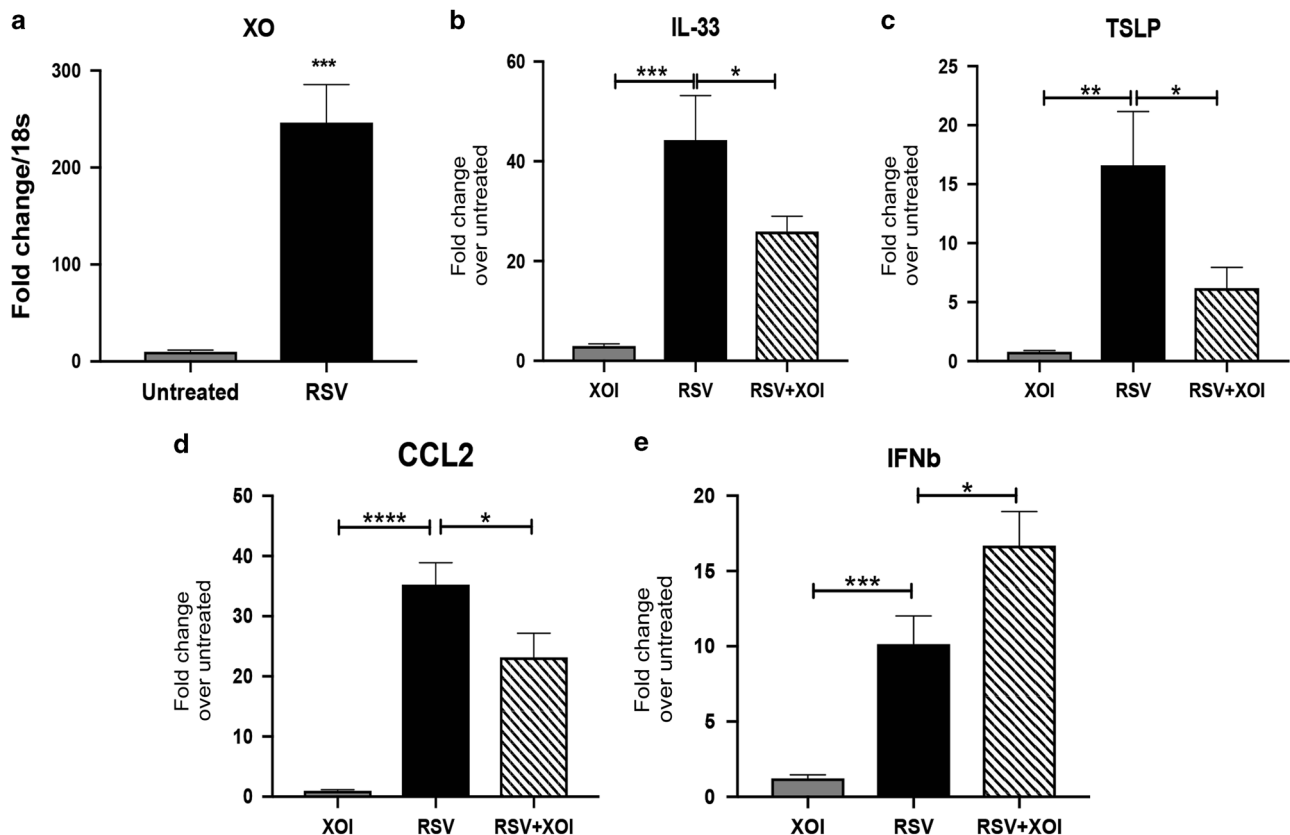 a
XO
Fold change/18s
300
200
100
0
***
Untreated
RSV
b
IL-33
Fold change
over untreated
60
40
20
0
***
*
XOI
RSV
RSV+XOI
c
TSLP
Fold change
over untreated
25
20
15
10
5
0
**
*
XOI
RSV
RSV+XOI
d
CCL2
Fold change
over untreated
50
40
30
20
10
0
****
*
XOI
RSV
RSV+XOI
e
IFNb
Fold change
over untreated
20
15
10
5
0
***
*
XOI
RSV
RSV+XOI